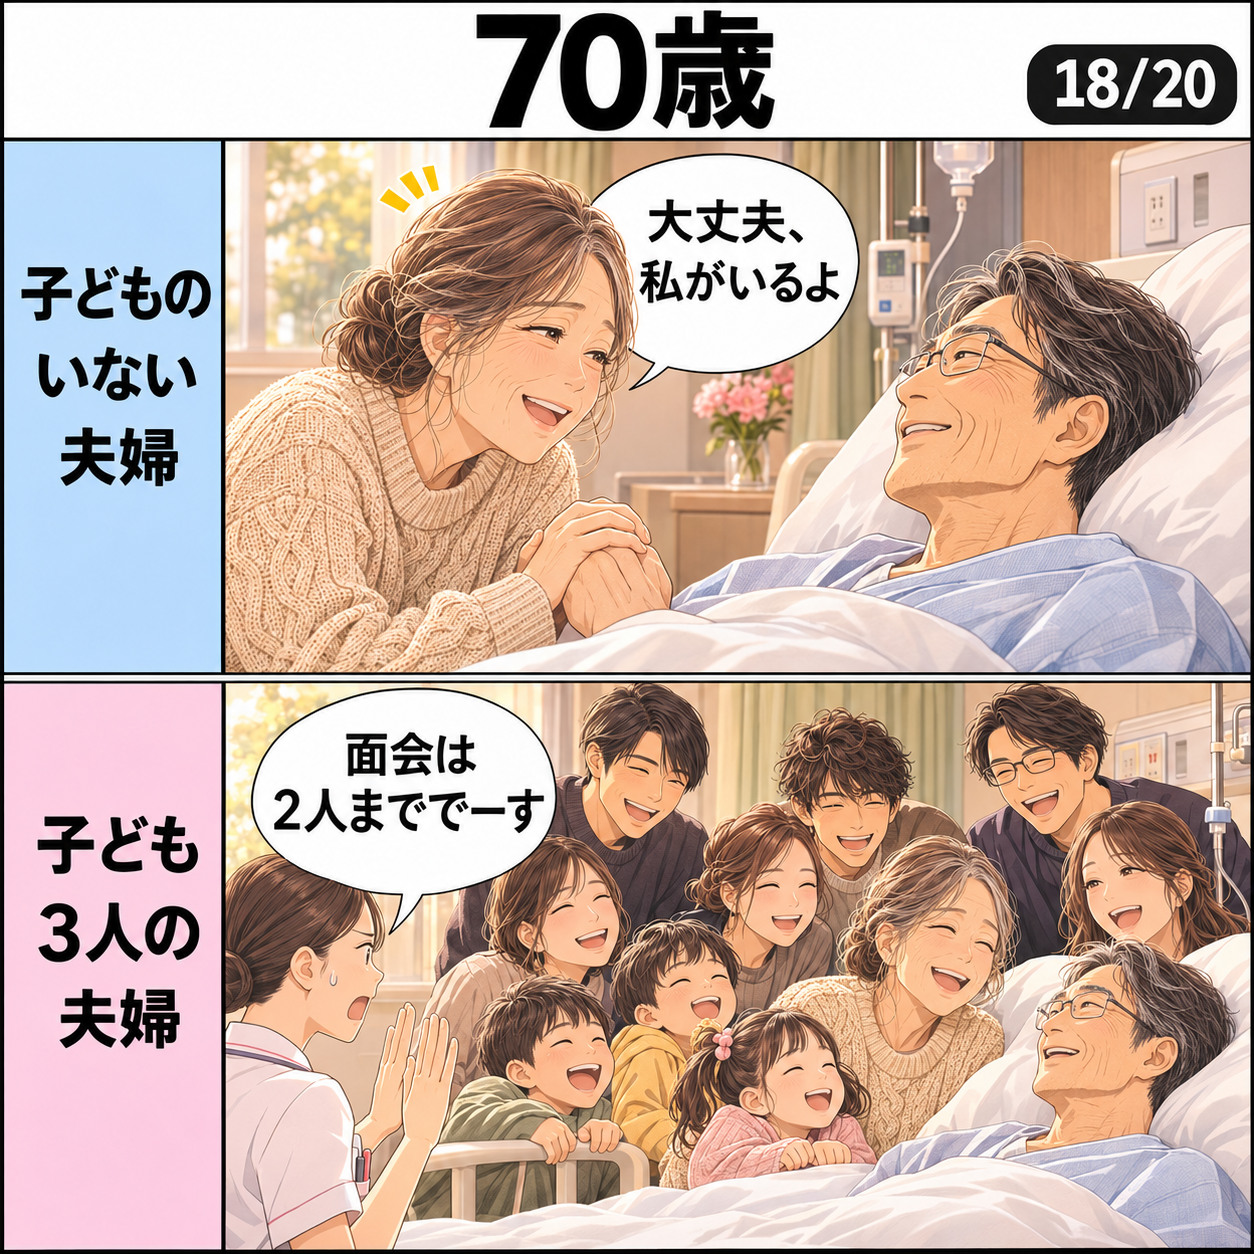 70歳
18/20
子どもの
いない
夫婦
大丈夫、
私がいるよ
子ども
3人の
夫婦
面会は
2人まででーす